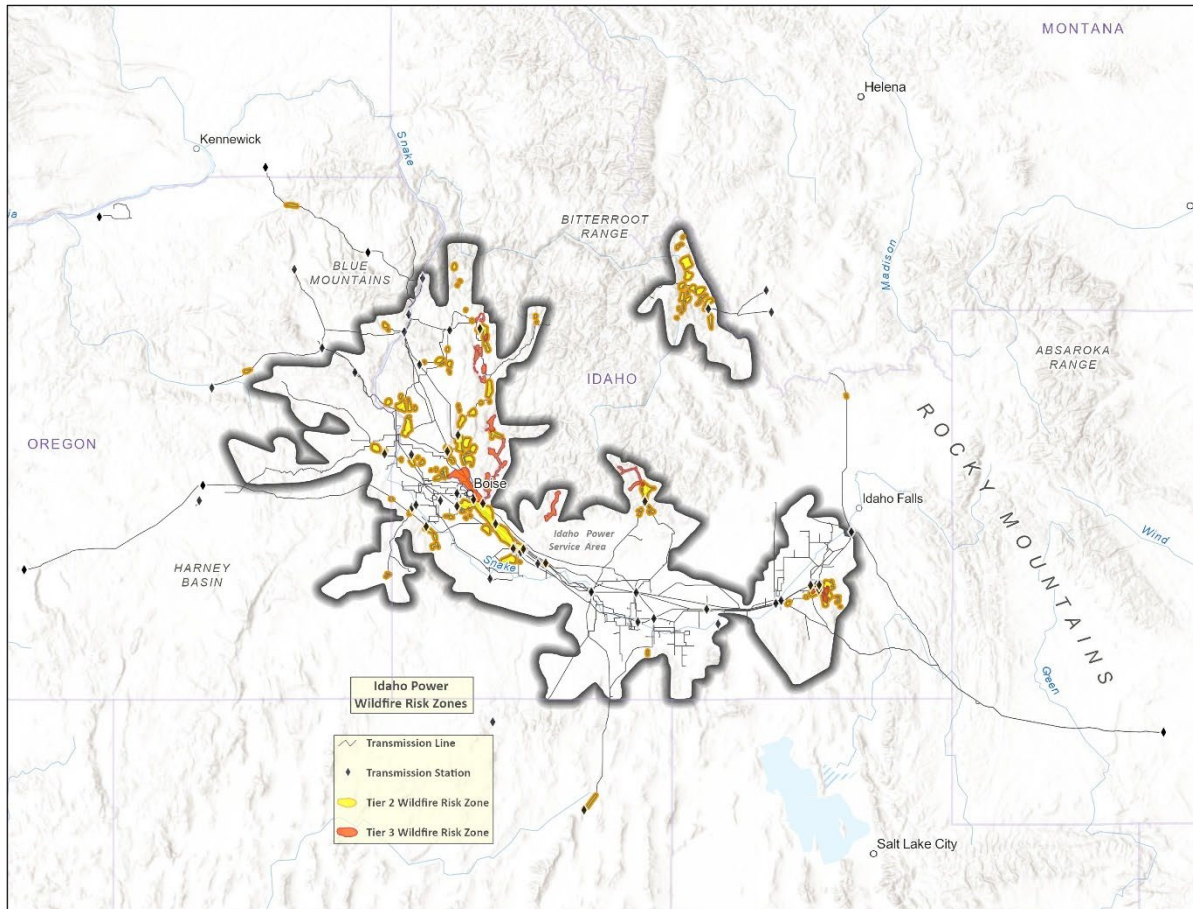 MONTANA
Helena
Kennewick
Snake
ia
BITTERROOT
RANGE
Madison
BLUE
MOUNTAINS
ABSAROKA
RANGE
IDAHO
ROCKY MOUNTAINS
OREGON
Boise
Idaho Falls
Idaho Power
Service Area
Wind
Snake
HARNEY
BASIN
Green
Idaho Power
Wildfire Risk Zones
Transmission Line
Transmission Station
Tier 2 Wildfire Risk Zone
Tier 3 Wildfire Risk Zone
Salt Lake City